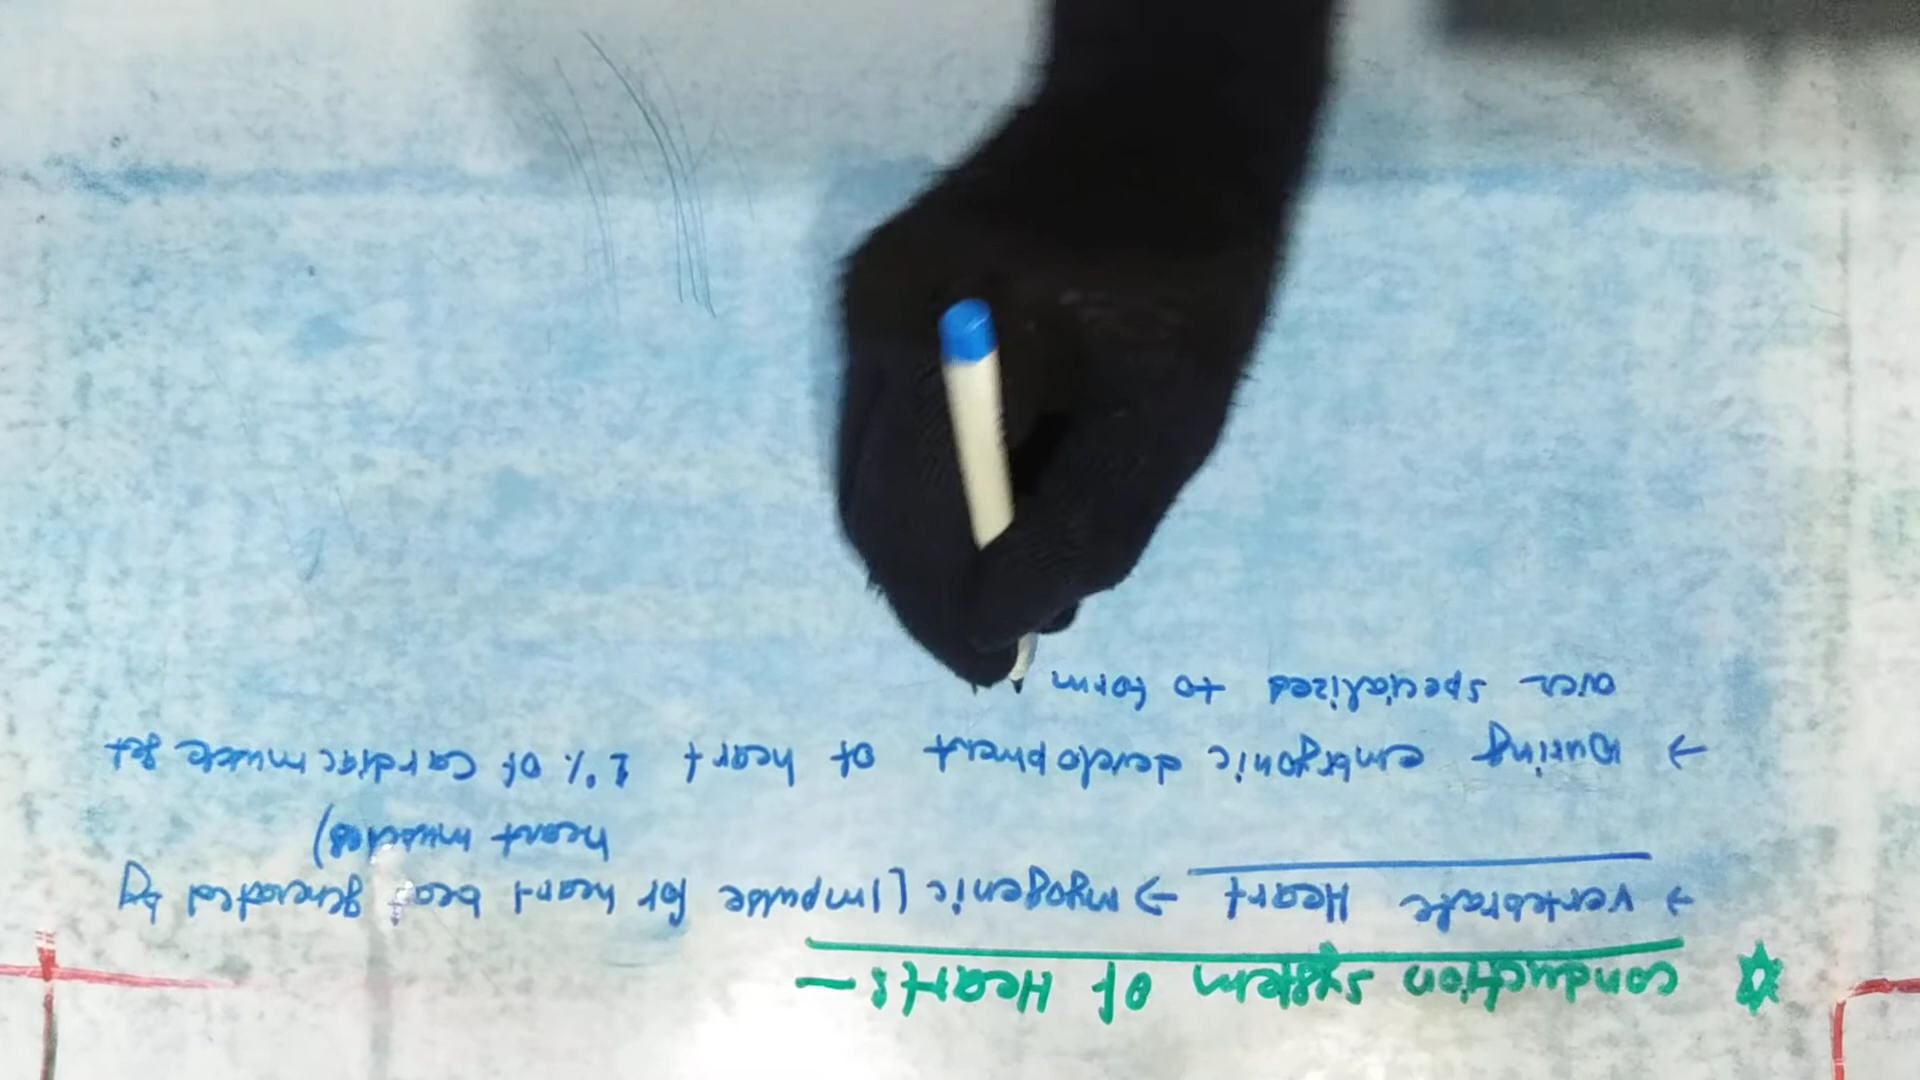 ☆ conduction system of Heart:-
→ vertebrate Heart → myogenic [Impulse for heart beat generated by
heart muscles)
→ During embryonic development of heart 1% of cardiac muscle get
over specialized to form